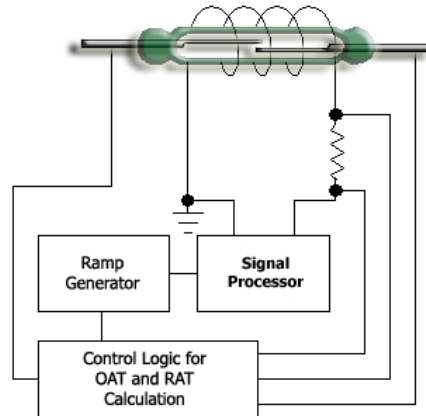 Ramp
Generator
Signal
Processor
Control Logic for
OAT and RAT
Calculation